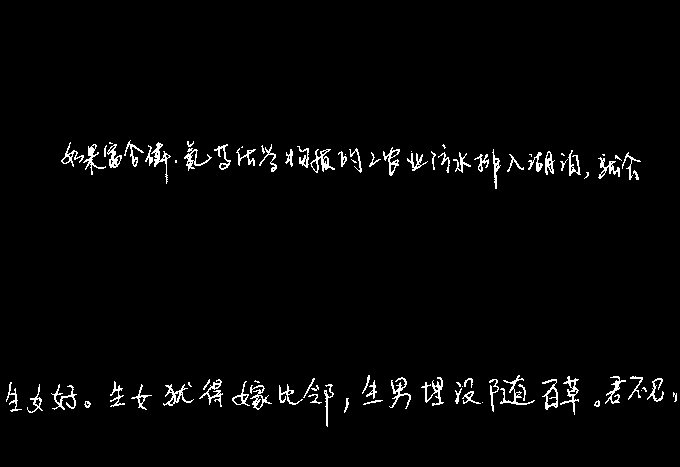 如果富含磷、氮等化学物质的工农业污水排入湖泊，就会
生女好。生女犹得嫁比邻，生男埋没随百草。君不见，